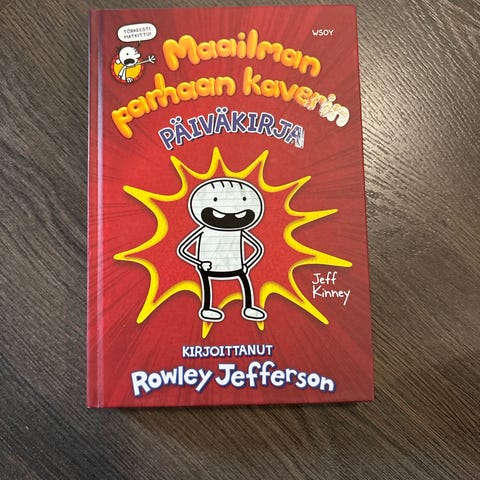 TÖRKEESTI
MATKITTU!
WSOY
Maailman
parhaan kaverin
PÄIVÄKIRJA
Jeff
Kinney
KIRJOITTANUT
Rowley Jefferson